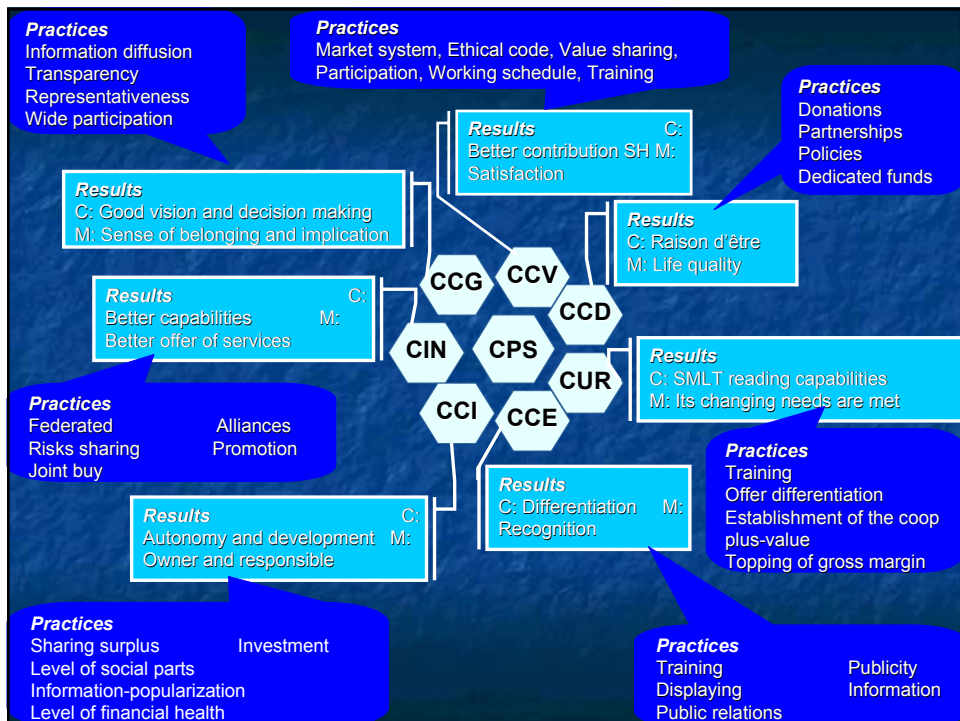 Practices
Information diffusion
Transparency
Representativeness
Wide participation
Practices
Market system, Ethical code, Value sharing,
Participation, Working schedule, Training
Practices
Donations
Partnerships
Policies
Dedicated funds
Results C:
Better contribution SH M:
Satisfaction
Results
C: Good vision and decision making
M: Sense of belonging and implication
Results
C: Raison d'être
M: Life quality
CCG
CCV
CCD
Results C:
Better capabilities M:
Better offer of services
CIN
CPS
CUR
Results
C: SMLT reading capabilities
M: Its changing needs are met
CCI
CCE
Practices
Federated Alliances
Risks sharing Promotion
Joint buy
Practices
Training
Offer differentiation
Establishment of the coop
plus-value
Topping of gross margin
Results C:
Autonomy and development M:
Owner and responsible
Results
C: Differentiation M:
Recognition
Practices
Sharing surplus Investment
Level of social parts
Information-popularization
Level of financial health
Practices
Training Publicity
Displaying Information
Public relations